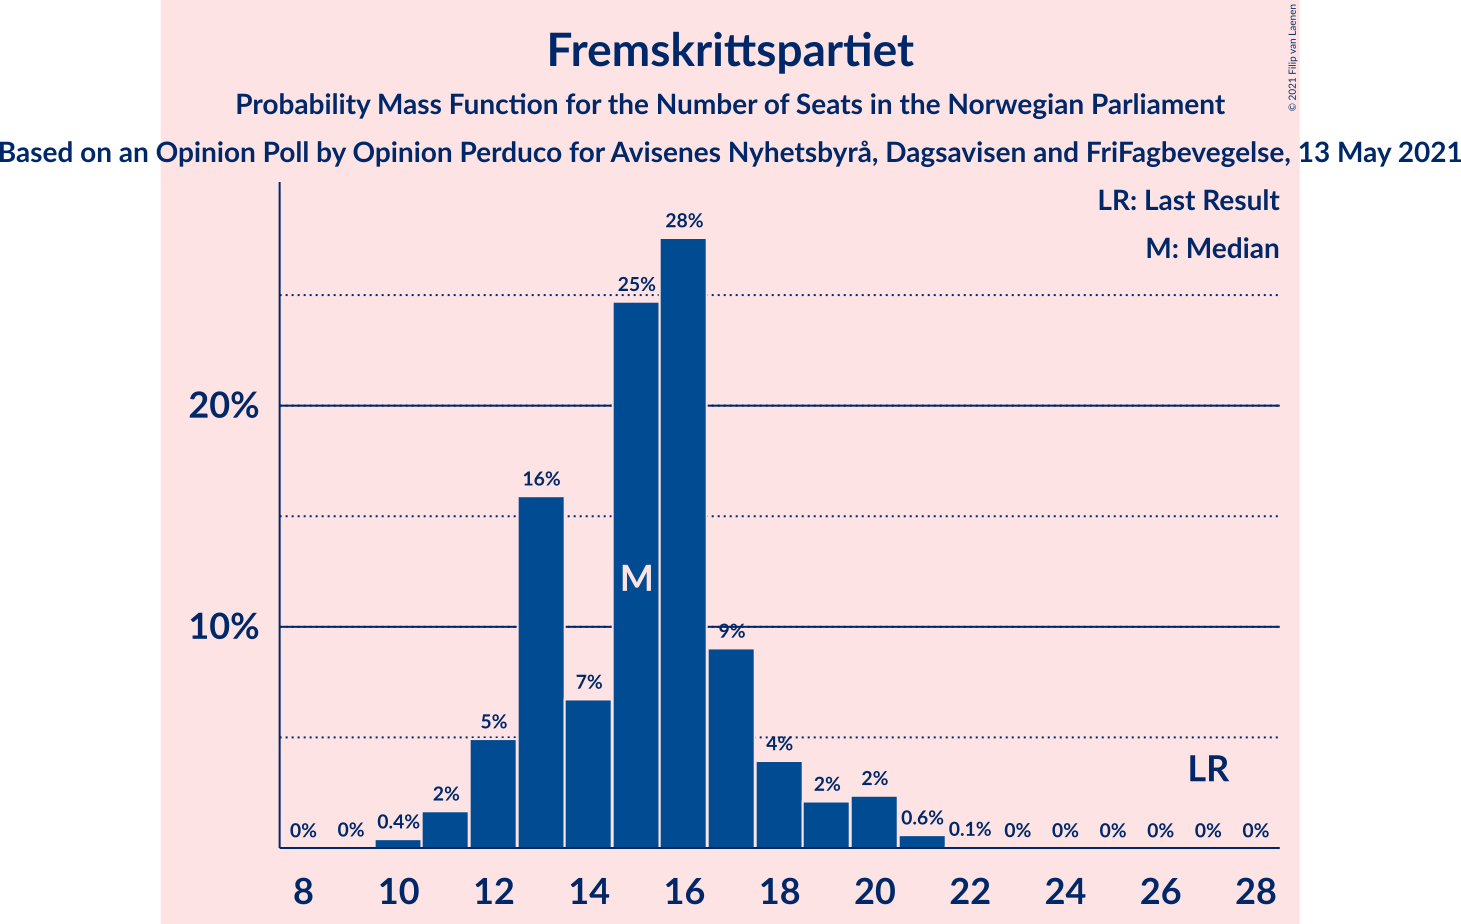 Fremskrittspartiet
Probability Mass Function for the Number of Seats in the Norwegian Parliament
Based on an Opinion Poll by Opinion Perduco for Avisenes Nyhetsbyrå, Dagsavisen and FriFagbevegelse, 13 May 2021
© 2021 Filip van Laenen
LR: Last Result
M: Median
28%
25%
20%
16%
M
10%
9%
7%
5%
4%
LR
2%
2%
2%
0% 0% 0.4% 0.6% 0.1% 0% 0% 0% 0% 0% 0%
8 10 12 14 16 18 20 22 24 26 28